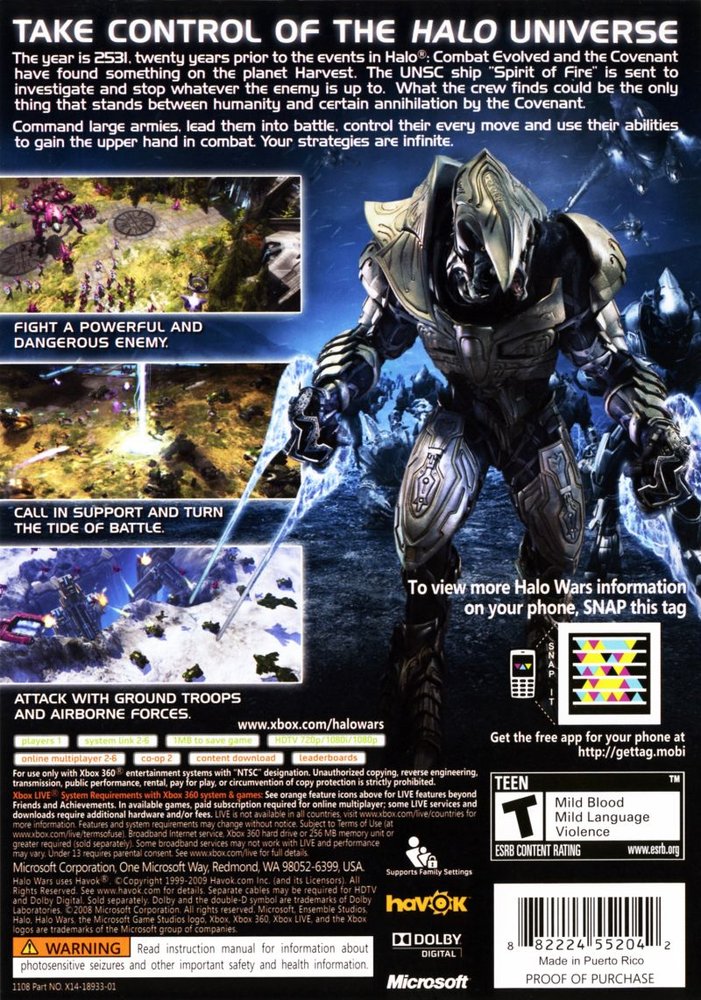 TAKE CONTROL OF THE HALO UNIVERSE
The year is 2531, twenty years prior to the events in Halo®: Combat Evolved and the Covenant
have found something on the planet Harvest. The UNSC ship "Spirit of Fire" is sent to
investigate and stop whatever the enemy is up to. What the crew finds could be the only
thing that stands between humanity and certain annihilation by the Covenant.
Command large armies, lead them into battle, control their every move and use their abilities
to gain the upper hand in combat. Your strategies are infinite.
FIGHT A POWERFUL AND
DANGEROUS ENEMY.
CALL IN SUPPORT AND TURN
THE TIDE OF BATTLE.
ATTACK WITH GROUND TROOPS
AND AIRBORNE FORCES.
To view more Halo Wars information
on your phone, SNAP this tag
SNAP IT
Get the free app for your phone at
http://gettag.mobi
www.xbox.com/halowars
players 1 system link 2-6 1MB to save game HDTV 720p/1080i/1080p
online multiplayer 2-6 co-op 2 content download leaderboards
For use only with Xbox 360® entertainment systems with "NTSC" designation. Unauthorized copying, reverse engineering,
transmission, public performance, rental, pay for play, or circumvention of copy protection is strictly prohibited.
Xbox LIVE® System Requirements with Xbox 360 system & games: See orange feature icons above for LIVE features beyond
Friends and Achievements. In available games, paid subscription required for online multiplayer; some LIVE services and
downloads require additional hardware and/or fees. LIVE is not available in all countries, visit www.xbox.com/live/countries for
more information. Features and system requirements may change without notice. Subject to Terms of Use (at
www.xbox.com/live/termsofuse). Broadband Internet service, Xbox 360 hard drive or 256 MB memory unit or
greater required (sold separately). Some broadband services may not work with LIVE and performance
may vary. Under 13 requires parental consent. See www.xbox.com/live for full details.
Microsoft Corporation, One Microsoft Way, Redmond, WA 98052-6399, USA.
Halo Wars uses Havok®. ©Copyright 1999-2009 Havok.com Inc. (and its Licensors). All
Rights Reserved. See www.havok.com for details. Separate cables may be required for HDTV
and Dolby Digital. Sold separately. Dolby and the double-D symbol are trademarks of Dolby
Laboratories. © 2008 Microsoft Corporation. All rights reserved. Microsoft, Ensemble Studios,
Halo, Halo Wars, the Microsoft Game Studios logo, Xbox, Xbox 360, Xbox LIVE, and the Xbox
logos are trademarks of the Microsoft group of companies.
WARNING Read instruction manual for information about
photosensitive seizures and other important safety and health information.
1108 Part NO. X14-18933-01
Supports Family Settings
havok
DOLBY
DIGITAL
Microsoft
TEEN ™
T
Mild Blood
Mild Language
Violence
ESRB CONTENT RATING www.esrb.org
8 82224 55204 2
Made in Puerto Rico
PROOF OF PURCHASE